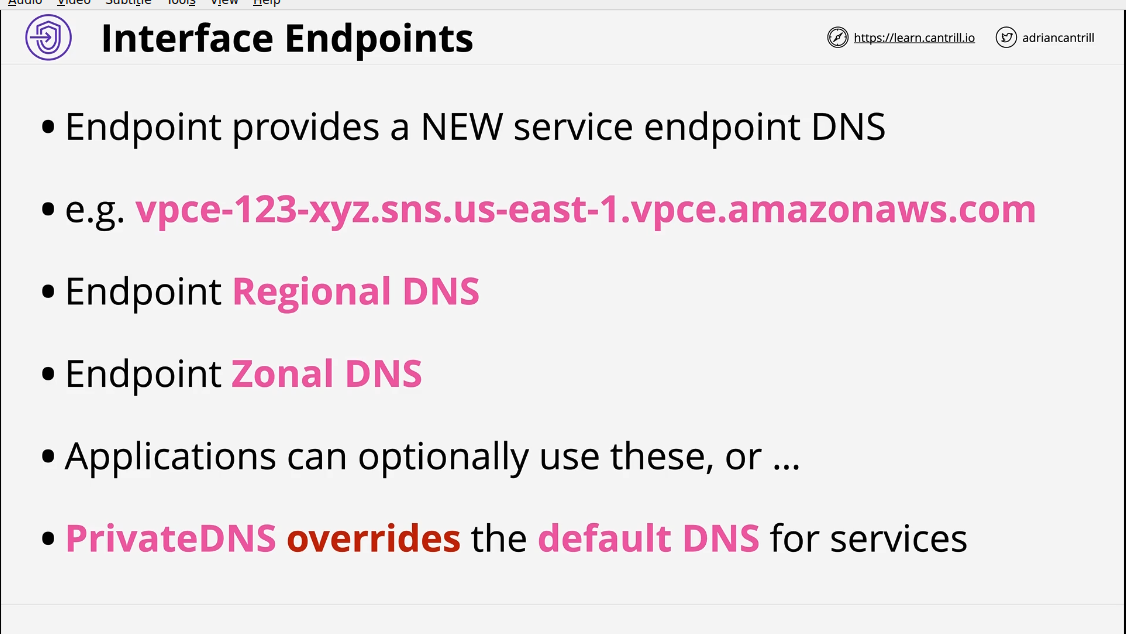 Audio Video Subtitle Tools View Help
Interface Endpoints
https://learn.cantrill.io adriancantrill
• Endpoint provides a NEW service endpoint DNS
• e.g. vpce-123-xyz.sns.us-east-1.vpce.amazonaws.com
• Endpoint Regional DNS
• Endpoint Zonal DNS
• Applications can optionally use these, or ...
• PrivateDNS overrides the default DNS for services